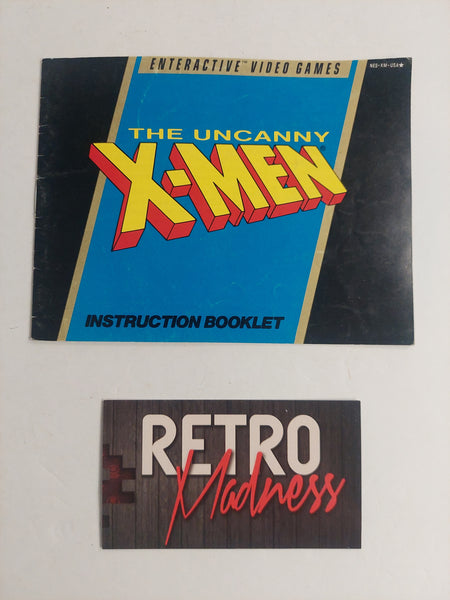 ENTERACTIVE™ VIDEO GAMES
NES-XM-USA★
THE UNCANNY
X-MEN®
INSTRUCTION BOOKLET
RETRO
Madness